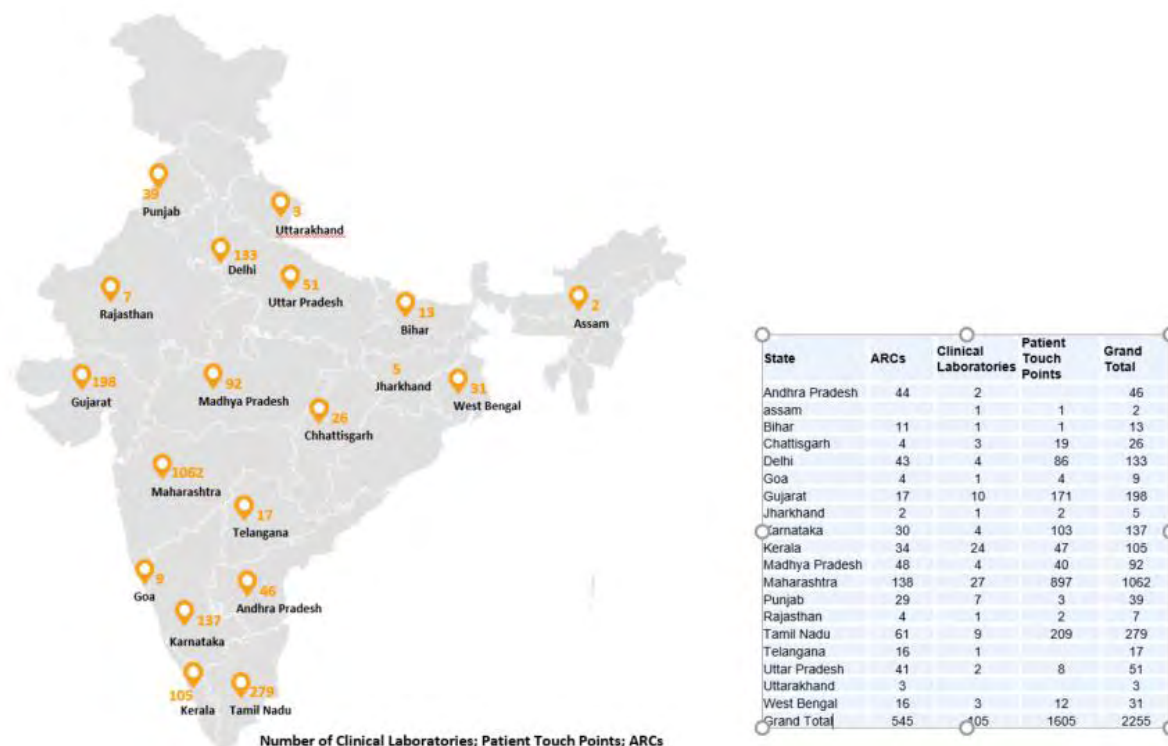 39
Punjab
3
Uttarakhand
133
Delhi
51
Uttar Pradesh
7
Rajasthan
13
Bihar
2
Assam
198
Gujarat
92
Madhya Pradesh
5
Jharkhand
31
West Bengal
26
Chhattisgarh
1062
Maharashtra
17
Telangana
9
Goa
46
Andhra Pradesh
137
Karnataka
105
Kerala
279
Tamil Nadu
Number of Clinical Laboratories; Patient Touch Points; ARCs
State ARCs Clinical Laboratories Patient Touch Points Grand Total
Andhra Pradesh 44 2 46
assam 1 1 2
Bihar 11 1 1 13
Chattisgarh 4 3 19 26
Delhi 43 4 86 133
Goa 4 1 4 9
Gujarat 17 10 171 198
Jharkhand 2 1 2 5
Karnataka 30 4 103 137
Kerala 34 24 47 105
Madhya Pradesh 48 4 40 92
Maharashtra 138 27 897 1062
Punjab 29 7 3 39
Rajasthan 4 1 2 7
Tamil Nadu 61 9 209 279
Telangana 16 1 17
Uttar Pradesh 41 2 8 51
Uttarakhand 3 3
West Bengal 16 3 12 31
Grand Total 545 105 1605 2255